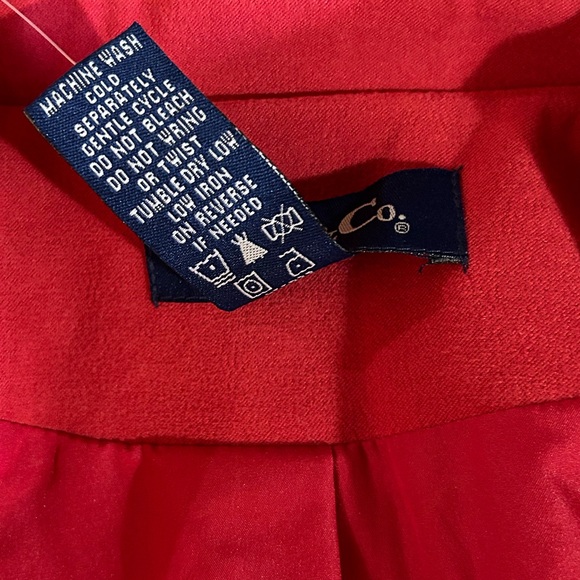 MACHINE WASH
COLD
SEPARATELY
GENTLE CYCLE
DO NOT BLEACH
DO NOT WRING
OR TWIST
TUMBLE DRY LOW
LOW IRON
ON REVERSE
IF NEEDED
Co.®